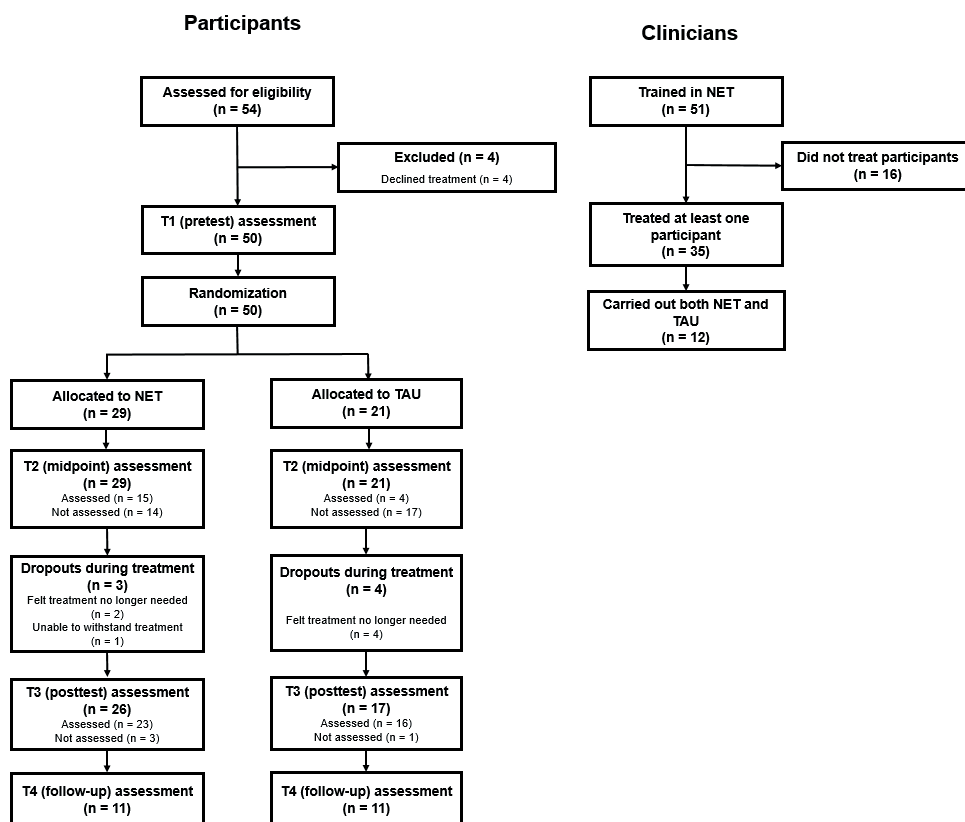 Participants
Assessed for eligibility
(n = 54)
Excluded (n = 4)
Declined treatment (n = 4)
T1 (pretest) assessment
(n = 50)
Randomization
(n = 50)
Allocated to NET
(n = 29)
T2 (midpoint) assessment
(n = 29)
Assessed (n = 15)
Not assessed (n = 14)
Dropouts during treatment
(n = 3)
Felt treatment no longer needed
(n = 2)
Unable to withstand treatment
(n = 1)
T3 (posttest) assessment
(n = 26)
Assessed (n = 23)
Not assessed (n = 3)
T4 (follow-up) assessment
(n = 11)
Allocated to TAU
(n = 21)
T2 (midpoint) assessment
(n = 21)
Assessed (n = 4)
Not assessed (n = 17)
Dropouts during treatment
(n = 4)
Felt treatment no longer needed
(n = 4)
T3 (posttest) assessment
(n = 17)
Assessed (n = 16)
Not assessed (n = 1)
T4 (follow-up) assessment
(n = 11)
Clinicians
Trained in NET
(n = 51)
Did not treat participants
(n = 16)
Treated at least one
participant
(n = 35)
Carried out both NET and
TAU
(n = 12)